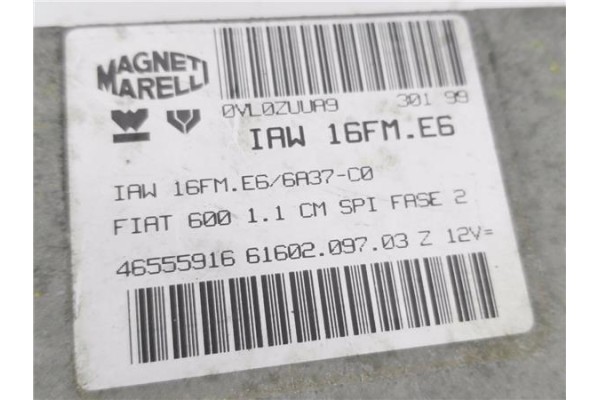 MAGNETI
MARELLI
0VL0ZUUA9 301 99
IAW 16FM.E6
IAW 16FM.E6/6A37-C0
FIAT 600 1.1 CM SPI FASE 2
46555916 61602.097.03 Z 12V=